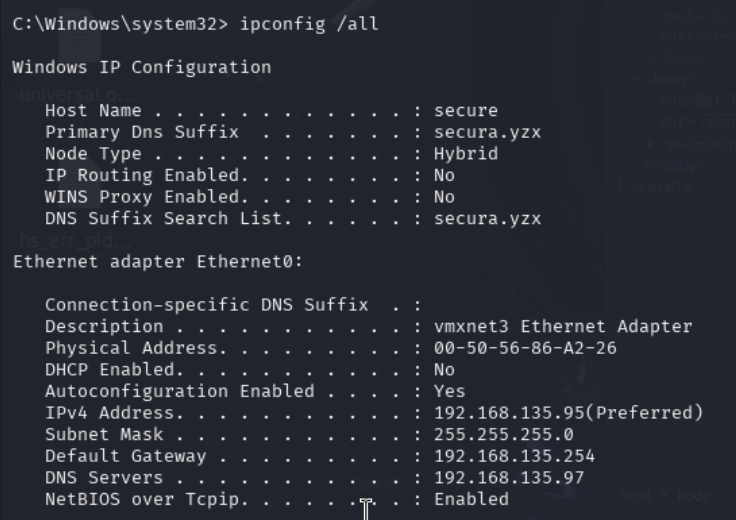 C:\Windows\system32> ipconfig /all
Windows IP Configuration
universal.o...
Host Name . . . . . . . . . . . . : secure
Primary Dns Suffix  . . . . . . . : secura.yzx
Node Type . . . . . . . . . . . . : Hybrid
IP Routing Enabled. . . . . . . . : No
WINS Proxy Enabled. . . . . . . . : No
DNS Suffix Search List. . . . . . : secura.yzx
hs_err_pid...
Ethernet adapter Ethernet0:
Connection-specific DNS Suffix  . :
Description . . . . . . . . . . . : vmxnet3 Ethernet Adapter
Physical Address. . . . . . . . . : 00-50-56-86-A2-26
DHCP Enabled. . . . . . . . . . . : No
Autoconfiguration Enabled . . . . : Yes
IPv4 Address. . . . . . . . . . . : 192.168.135.95(Preferred)
Subnet Mask . . . . . . . . . . . : 255.255.255.0
Default Gateway . . . . . . . . . : 192.168.135.254
DNS Servers . . . . . . . . . . . : 192.168.135.97
NetBIOS over Tcpip. . . . . . . . : Enabled